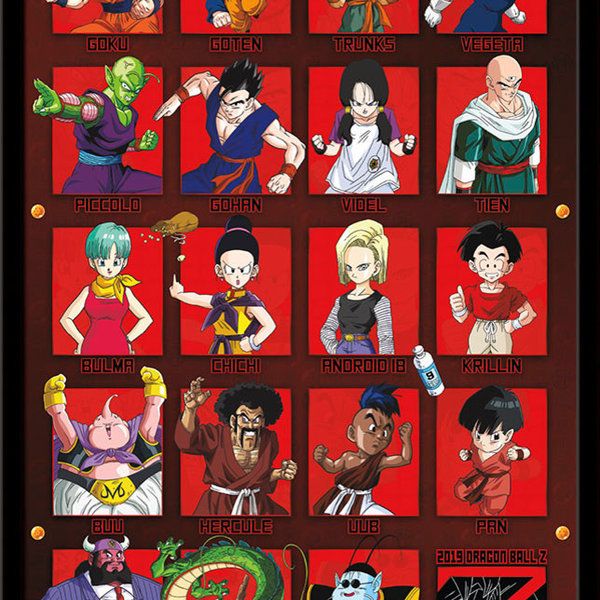 GOKU GOTEN TRUNKS VEGETA
PICCOLO GOHAN VIDEL TIEN
BULMA CHICHI ANDROID 18 KRILLIN
BUU HERCULE UUB PAN
M
2019 DRAGON BALL Z
Z